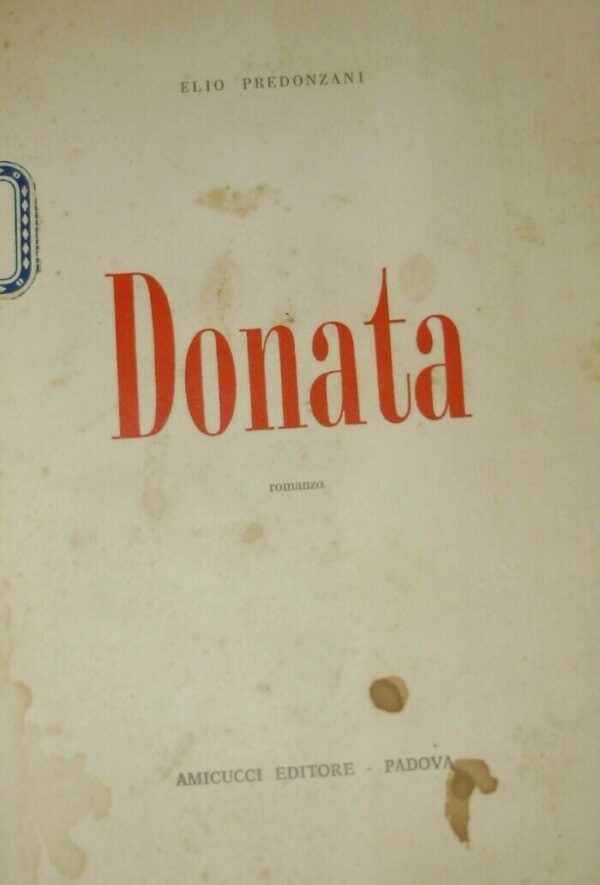 ELIO PREDONZANI
Donata
romanzo
AMICUCCI EDITORE - PADOVA